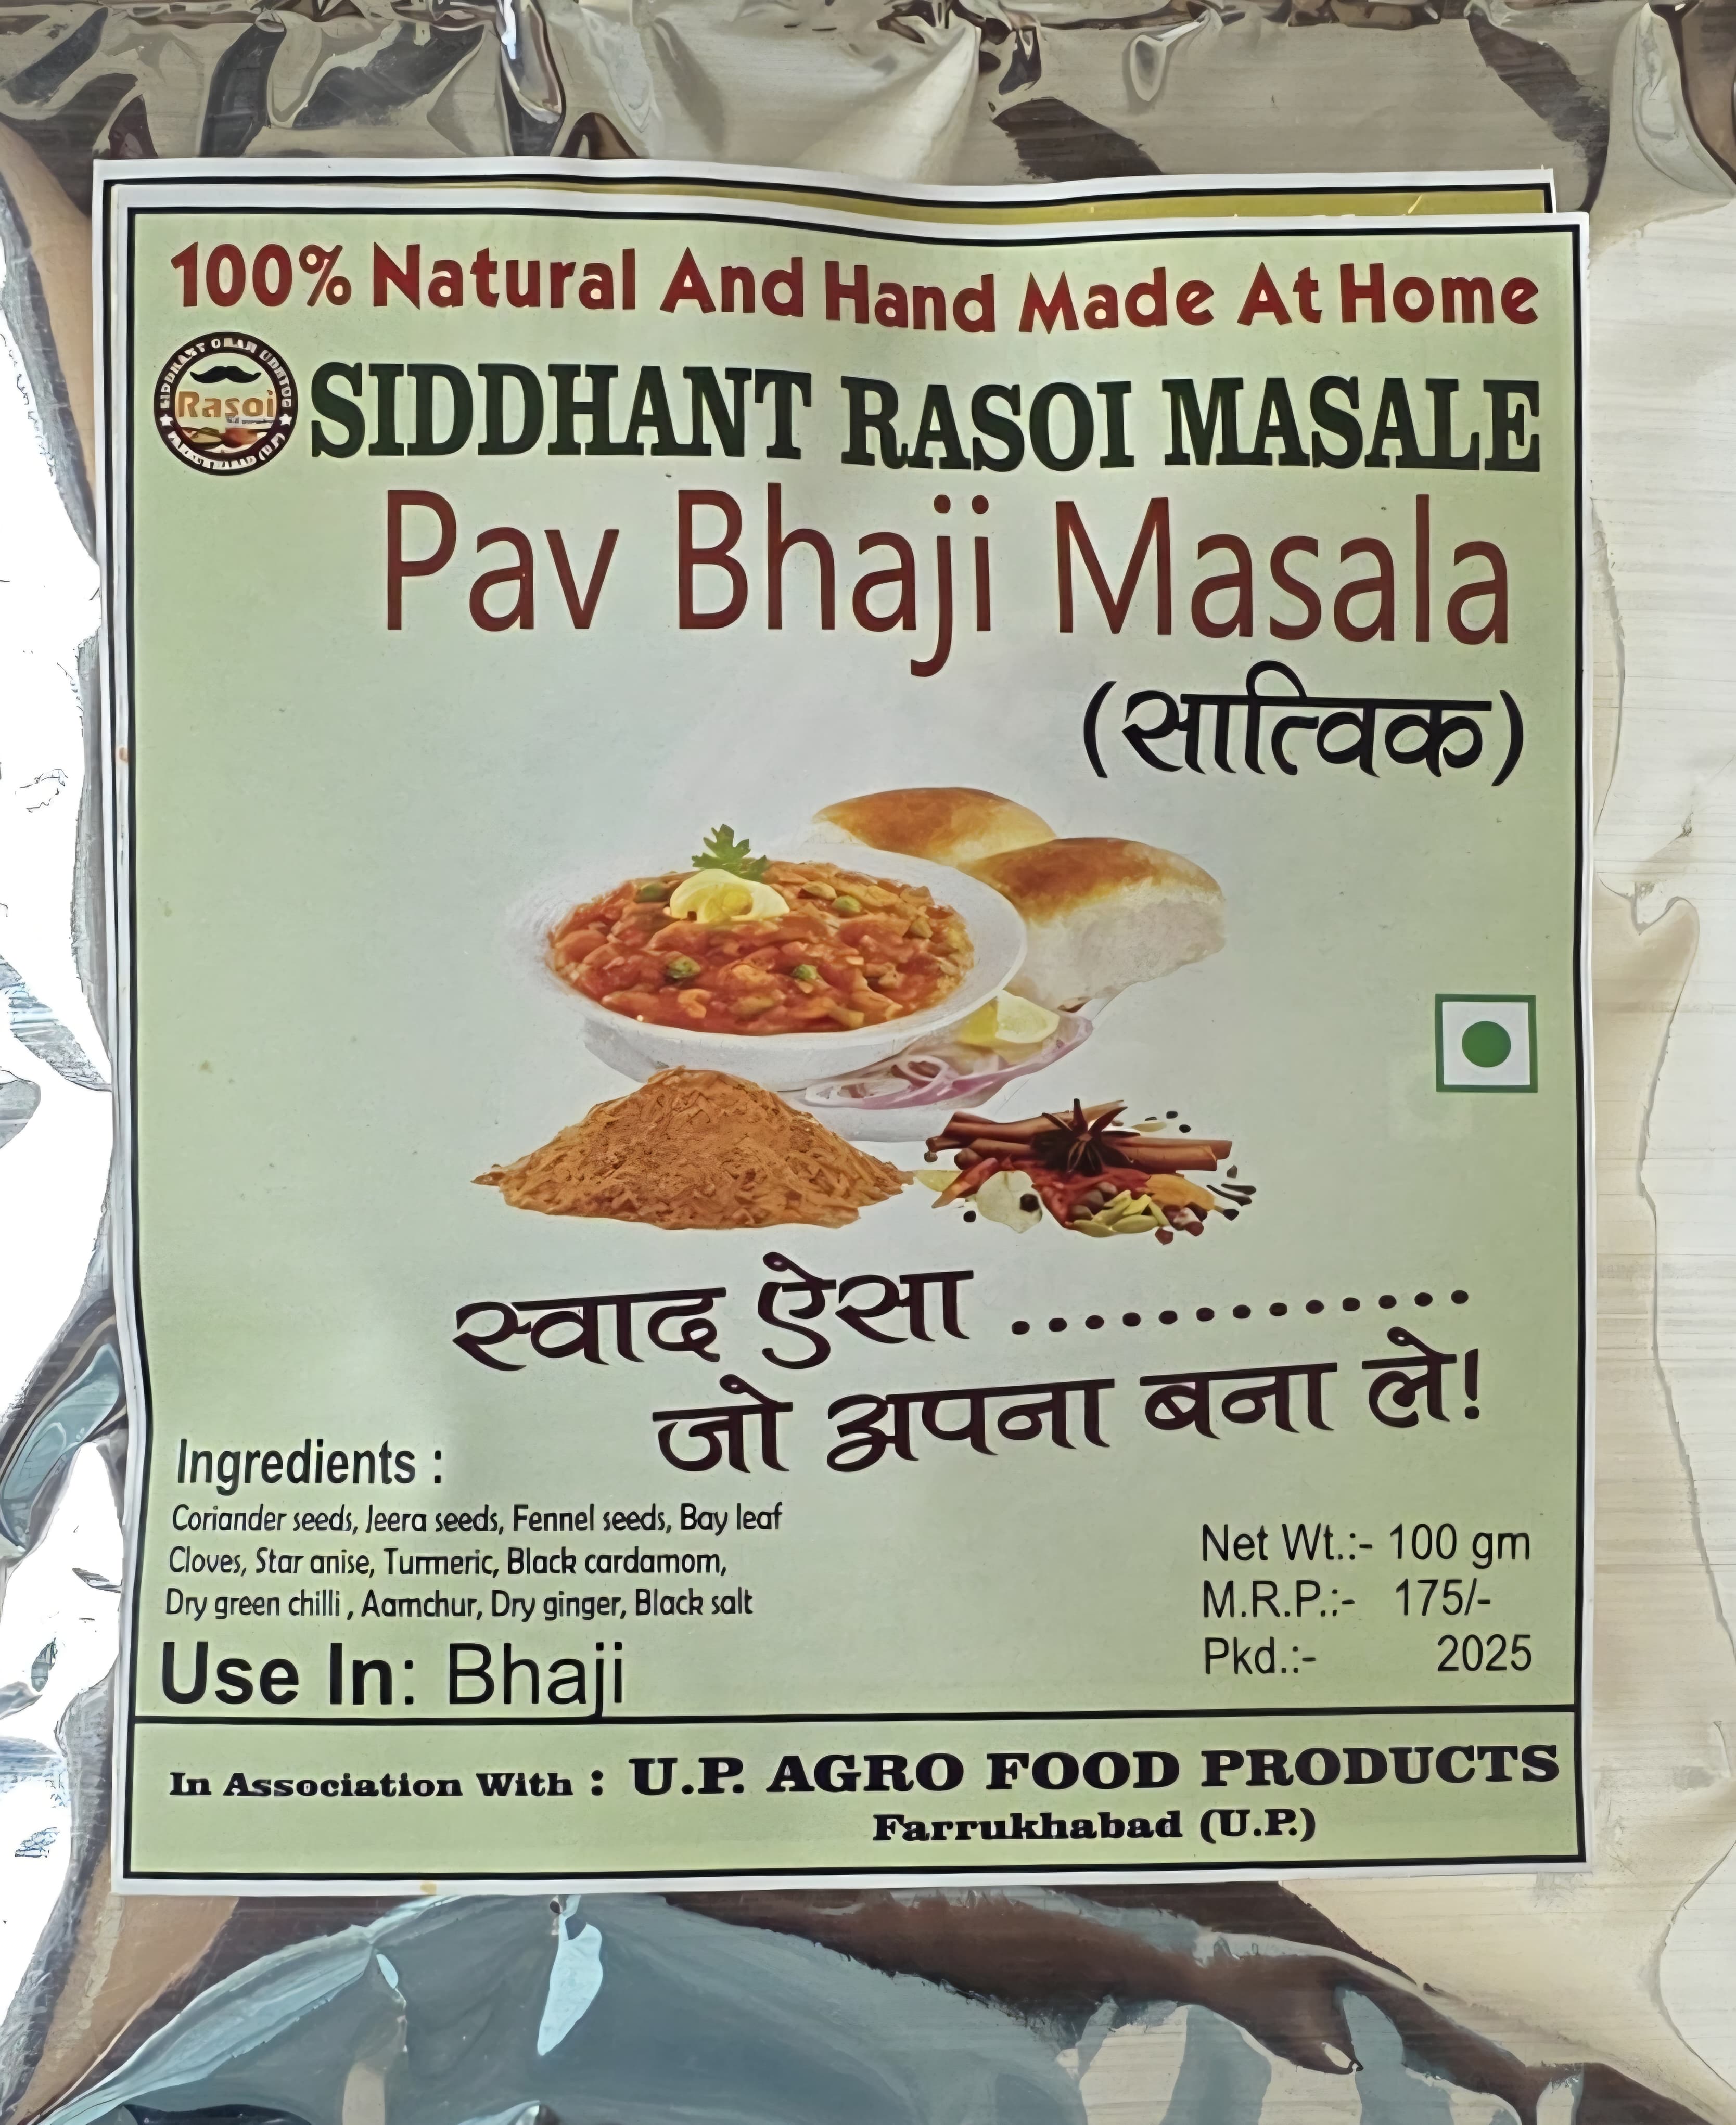 100% Natural And Hand Made At Home
Rasoi
SIDDHANT RASOI MASALE
Pav Bhaji Masala
(सात्विक)
स्वाद ऐसा .............
जो अपना बना ले!
Ingredients :
Coriander seeds, Jeera seeds, Fennel seeds, Bay leaf
Cloves, Star anise, Turmeric, Black cardamom,
Dry green chilli , Aamchur, Dry ginger, Black salt
Use In: Bhaji
Net Wt.:- 100 gm
M.R.P.:- 175/-
Pkd.:- 2025
In Association With : U.P. AGRO FOOD PRODUCTS
Farrukhabad (U.P.)